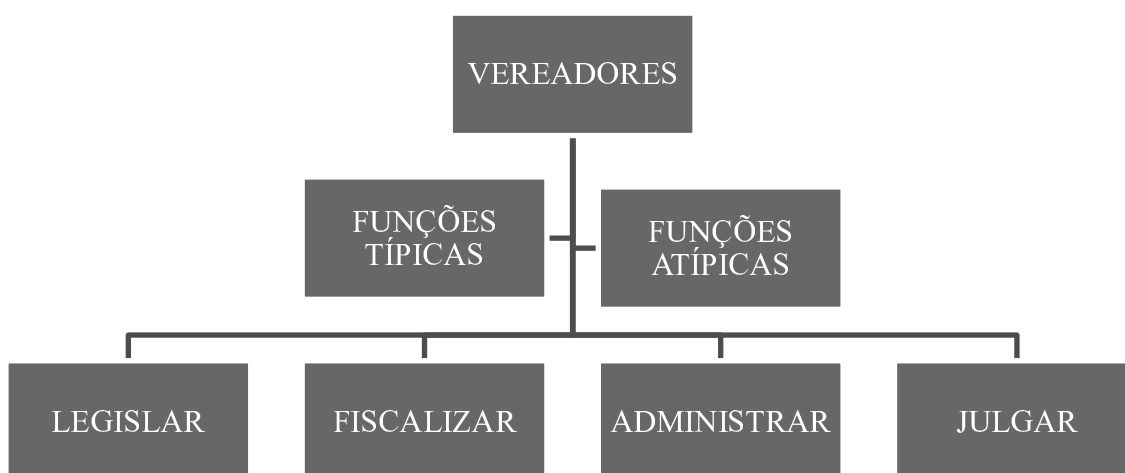 VEREADORES
FUNÇÕES
TÍPICAS
FUNÇÕES
ATÍPICAS
LEGISLAR
FISCALIZAR
ADMINISTRAR
JULGAR